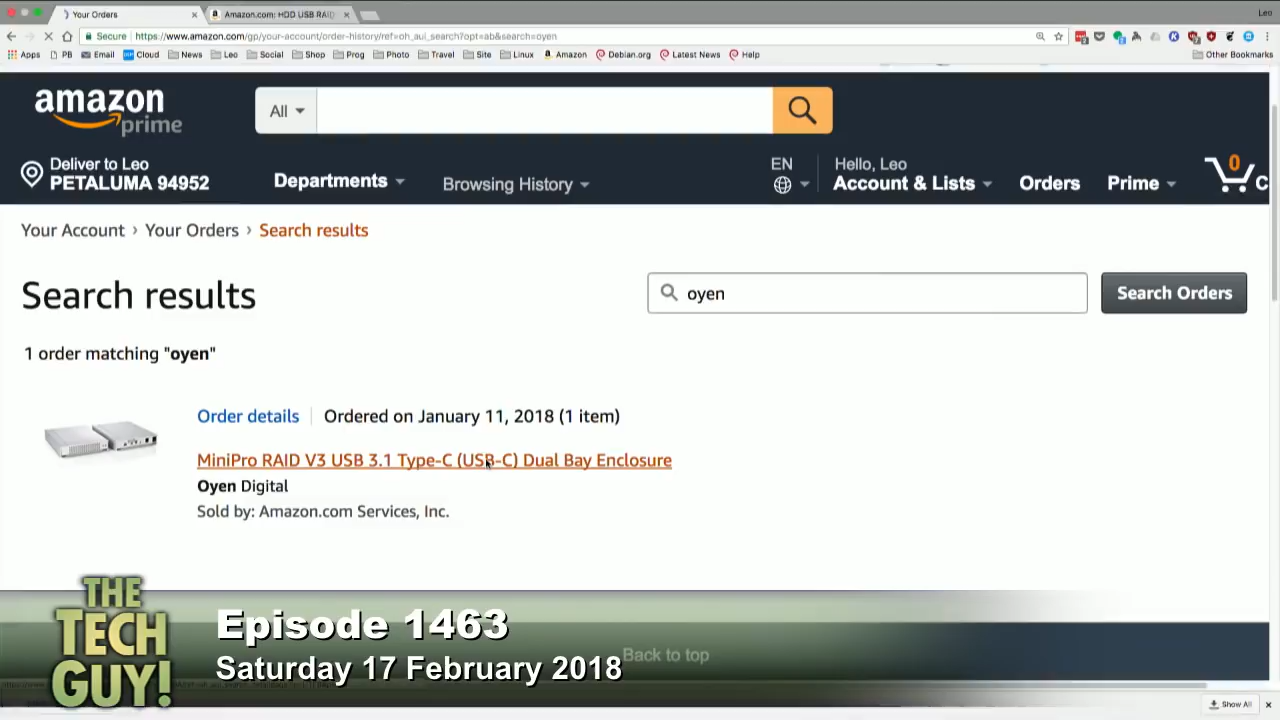 Your Orders
Amazon.com: HDD USB RAID
Leo
Secure https://www.amazon.com/gp/your-account/order-history/ref=oh_aui_search?opt=ab&search=oyen
Apps PB Email Cloud News Leo Social Shop Prog Photo Travel Site Linux Amazon Debian.org Latest News Help Other Bookmarks
amazon prime
All
Deliver to Leo
PETALUMA 94952
Departments
Browsing History
EN
Hello, Leo
Account & Lists
Orders
Prime
0
C
Your Account › Your Orders › Search results
Search results
oyen
Search Orders
1 order matching "oyen"
Order details
Ordered on January 11, 2018 (1 item)
MiniPro RAID V3 USB 3.1 Type-C (USB-C) Dual Bay Enclosure
Oyen Digital
Sold by: Amazon.com Services, Inc.
THE
TECH
GUY!
Episode 1463
Saturday 17 February 2018
Back to top
Show All